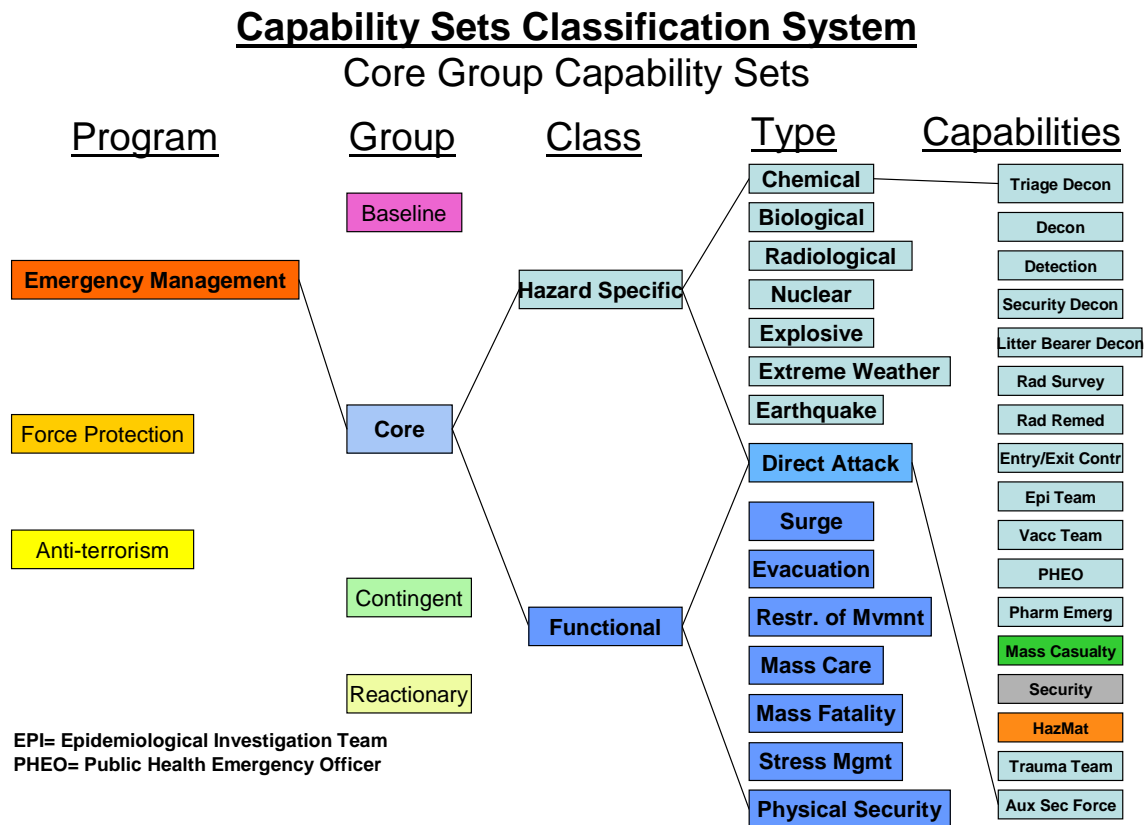 Capability Sets Classification System
Core Group Capability Sets
Program
Group
Class
Type
Capabilities
Emergency Management
Force Protection
Anti-terrorism
Baseline
Core
Contingent
Reactionary
Hazard Specific
Functional
Chemical
Biological
Radiological
Nuclear
Explosive
Extreme Weather
Earthquake
Direct Attack
Surge
Evacuation
Restr. of Mvmnt
Mass Care
Mass Fatality
Stress Mgmt
Physical Security
Triage Decon
Decon
Detection
Security Decon
Litter Bearer Decon
Rad Survey
Rad Remed
Entry/Exit Contr
Epi Team
Vacc Team
PHEO
Pharm Emerg
Mass Casualty
Security
HazMat
Trauma Team
Aux Sec Force
EPI= Epidemiological Investigation Team
PHEO= Public Health Emergency Officer